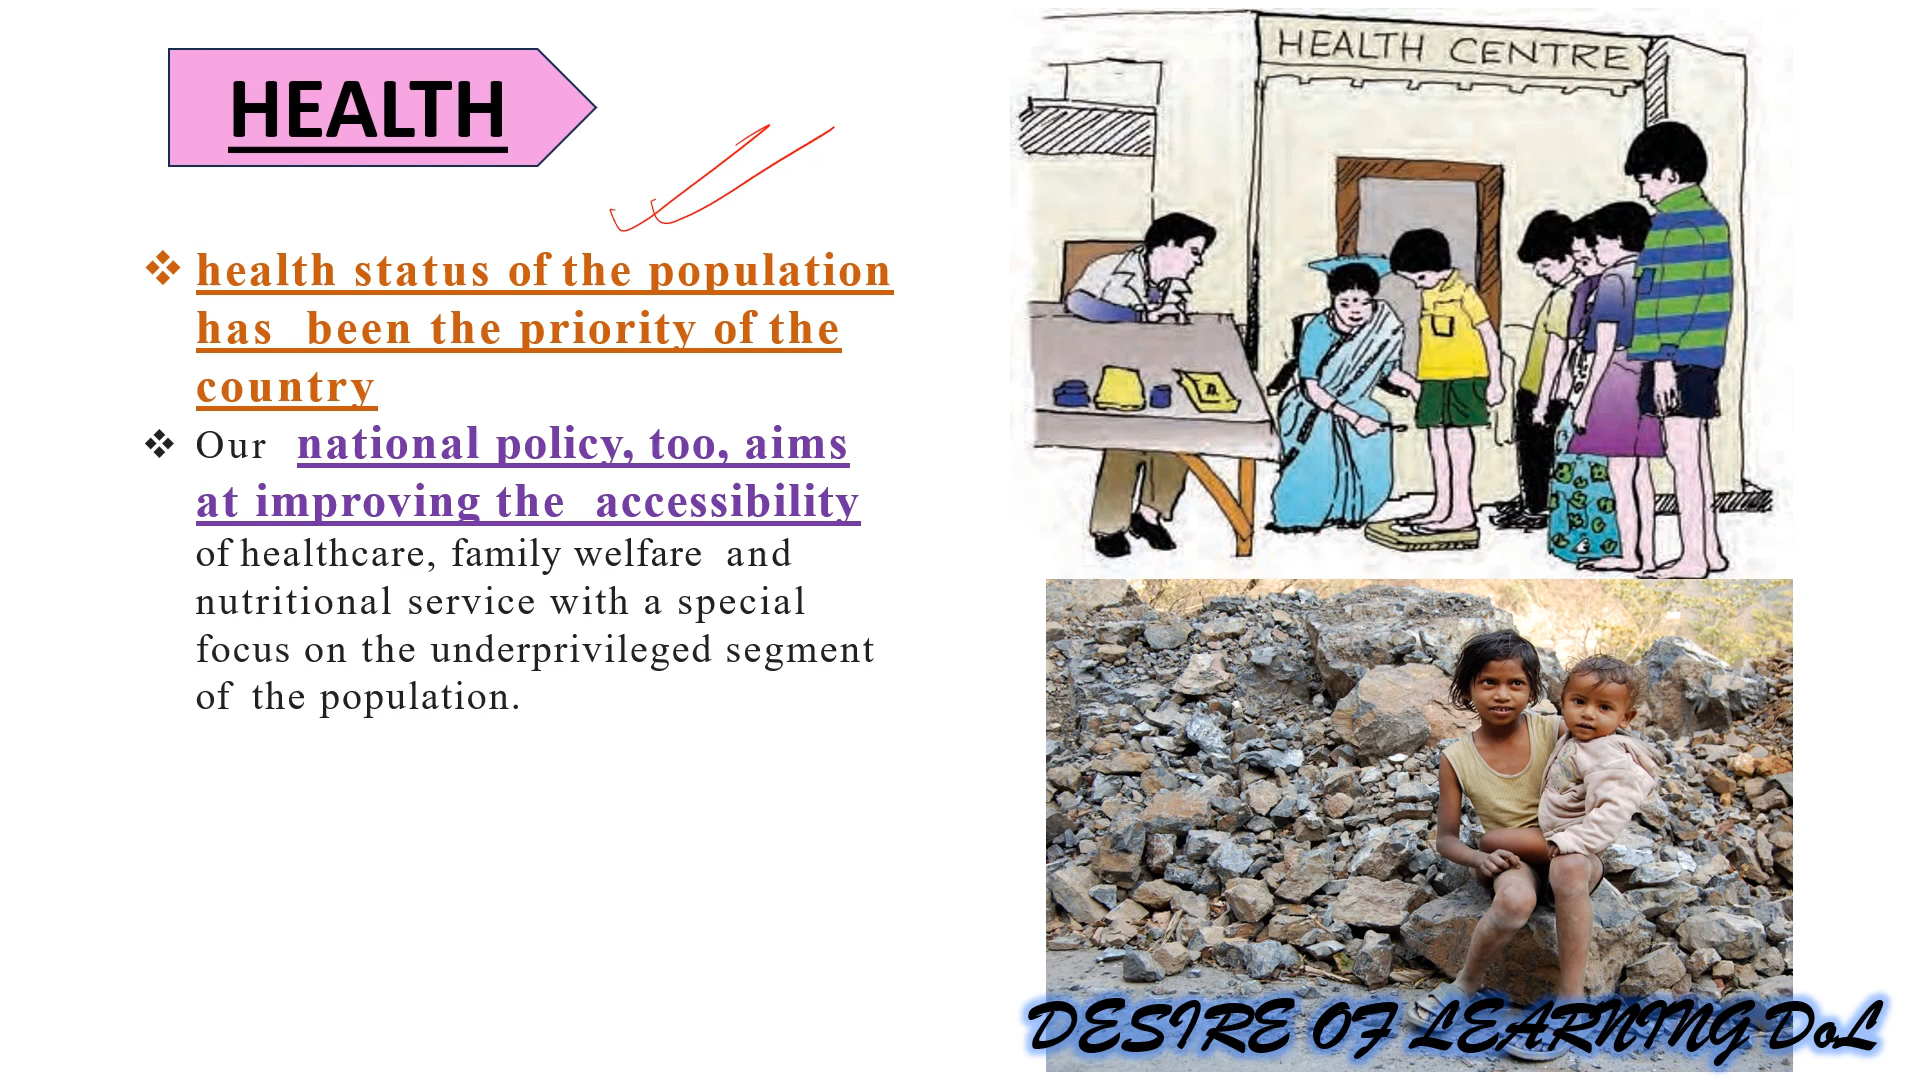 HEALTH
health status of the population
has been the priority of the
country
Our national policy, too, aims
at improving the accessibility
of healthcare, family welfare and
nutritional service with a special
focus on the underprivileged segment
of the population.
HEALTH CENTRE
DESIRE OF LEARNING DoL